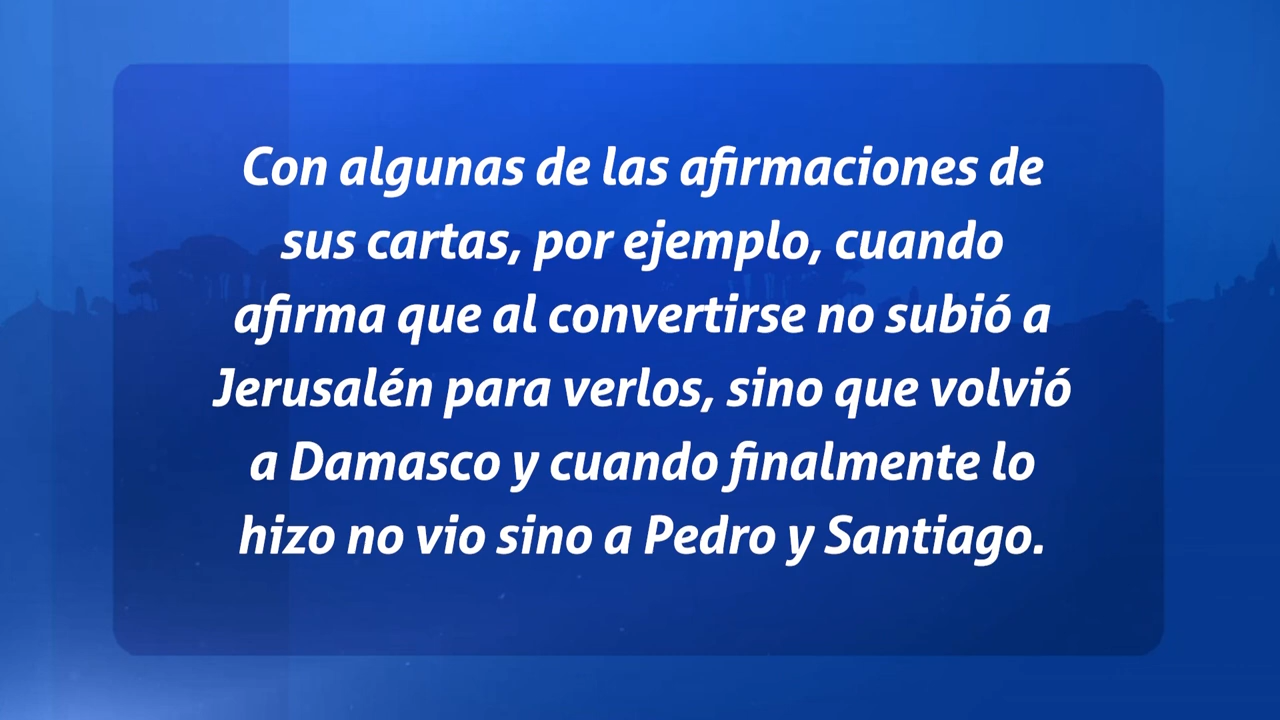 Con algunas de las afirmaciones de
sus cartas, por ejemplo, cuando
afirma que al convertirse no subió a
Jerusalén para verlos, sino que volvió
a Damasco y cuando finalmente lo
hizo no vio sino a Pedro y Santiago.